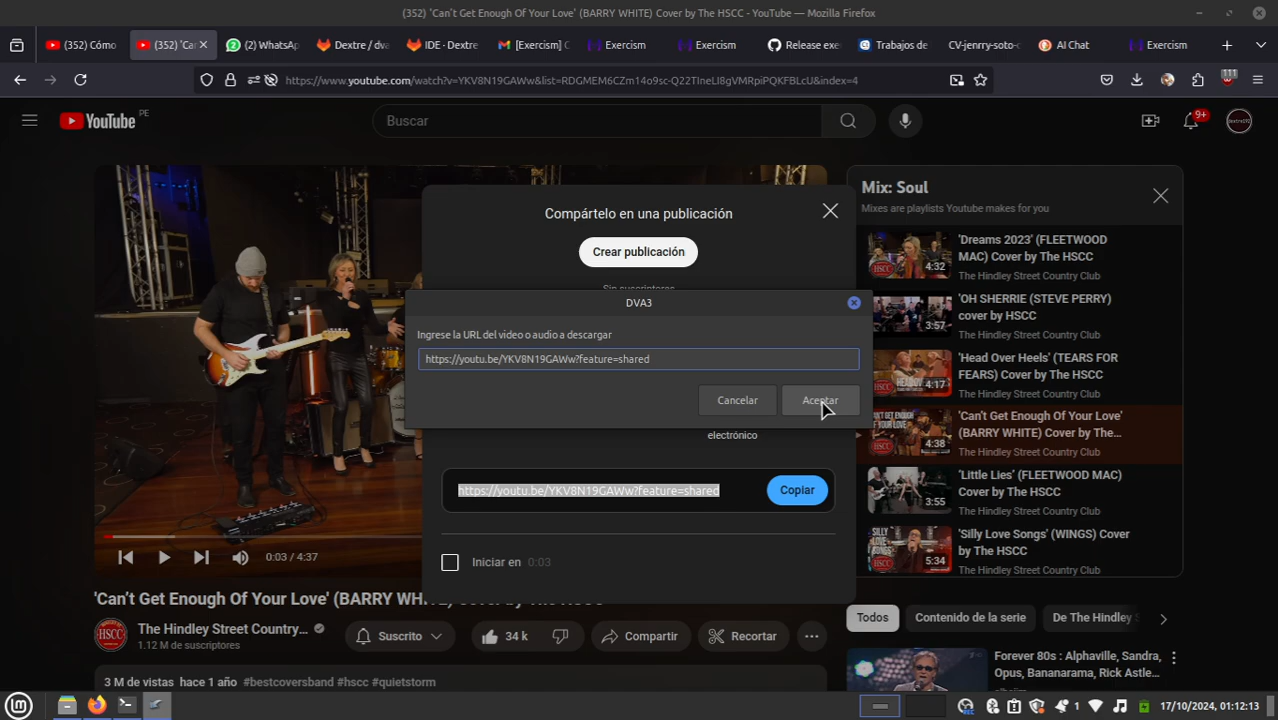 (352) 'Can't Get Enough Of Your Love' (BARRY WHITE) Cover by The HSCC - YouTube — Mozilla Firefox
(352) Cómo
(352) 'Car
(2) WhatsAp
Dextre / dva
IDE · Dextre
[Exercism] C
Exercism
Exercism
Release exe
Trabajos de
CV-jenrry-soto-
AI Chat
Exercism
https://www.youtube.com/watch?v=YKV8N19GAWw&list=RDGMEM6CZm14o9sc-Q22TIneLI8gVMRpiPQKFBLcU&index=4
111
YouTube PE
Buscar
9+
Compártelo en una publicación
Crear publicación
Sin suscriptores
DVA3
Ingrese la URL del video o audio a descargar
https://youtu.be/YKV8N19GAWw?feature=shared
Cancelar
Aceptar
electrónico
https://youtu.be/YKV8N19GAWw?feature=shared
Copiar
Iniciar en 0:03
0:03 / 4:37
Mix: Soul
Mixes are playlists Youtube makes for you
'Dreams 2023' (FLEETWOOD
MAC) Cover by The HSCC
The Hindley Street Country Club
4:32
'OH SHERRIE (STEVE PERRY)
cover by HSCC
The Hindley Street Country Club
3:57
'Head Over Heels' (TEARS FOR
FEARS) Cover by The HSCC
The Hindley Street Country Club
4:17
'Can't Get Enough Of Your Love'
(BARRY WHITE) Cover by The...
The Hindley Street Country Club
4:38
'Little Lies' (FLEETWOOD MAC)
Cover by The HSCC
The Hindley Street Country Club
3:55
'Silly Love Songs' (WINGS) Cover
by The HSCC
The Hindley Street Country Club
5:34
'Can't Get Enough Of Your Love' (BARRY WHITE) Cover by The HSCC
HSCC
The Hindley Street Country...
1.12 M de suscriptores
Suscrito
34 k
Compartir
Recortar
3 M de vistas hace 1 año #bestcoversband #hscc #quietstorm
Todos
Contenido de la serie
De The Hindley S
Forever 80s : Alphaville, Sandra,
Opus, Bananarama, Rick Astle...
1
17/10/2024, 01:12:13